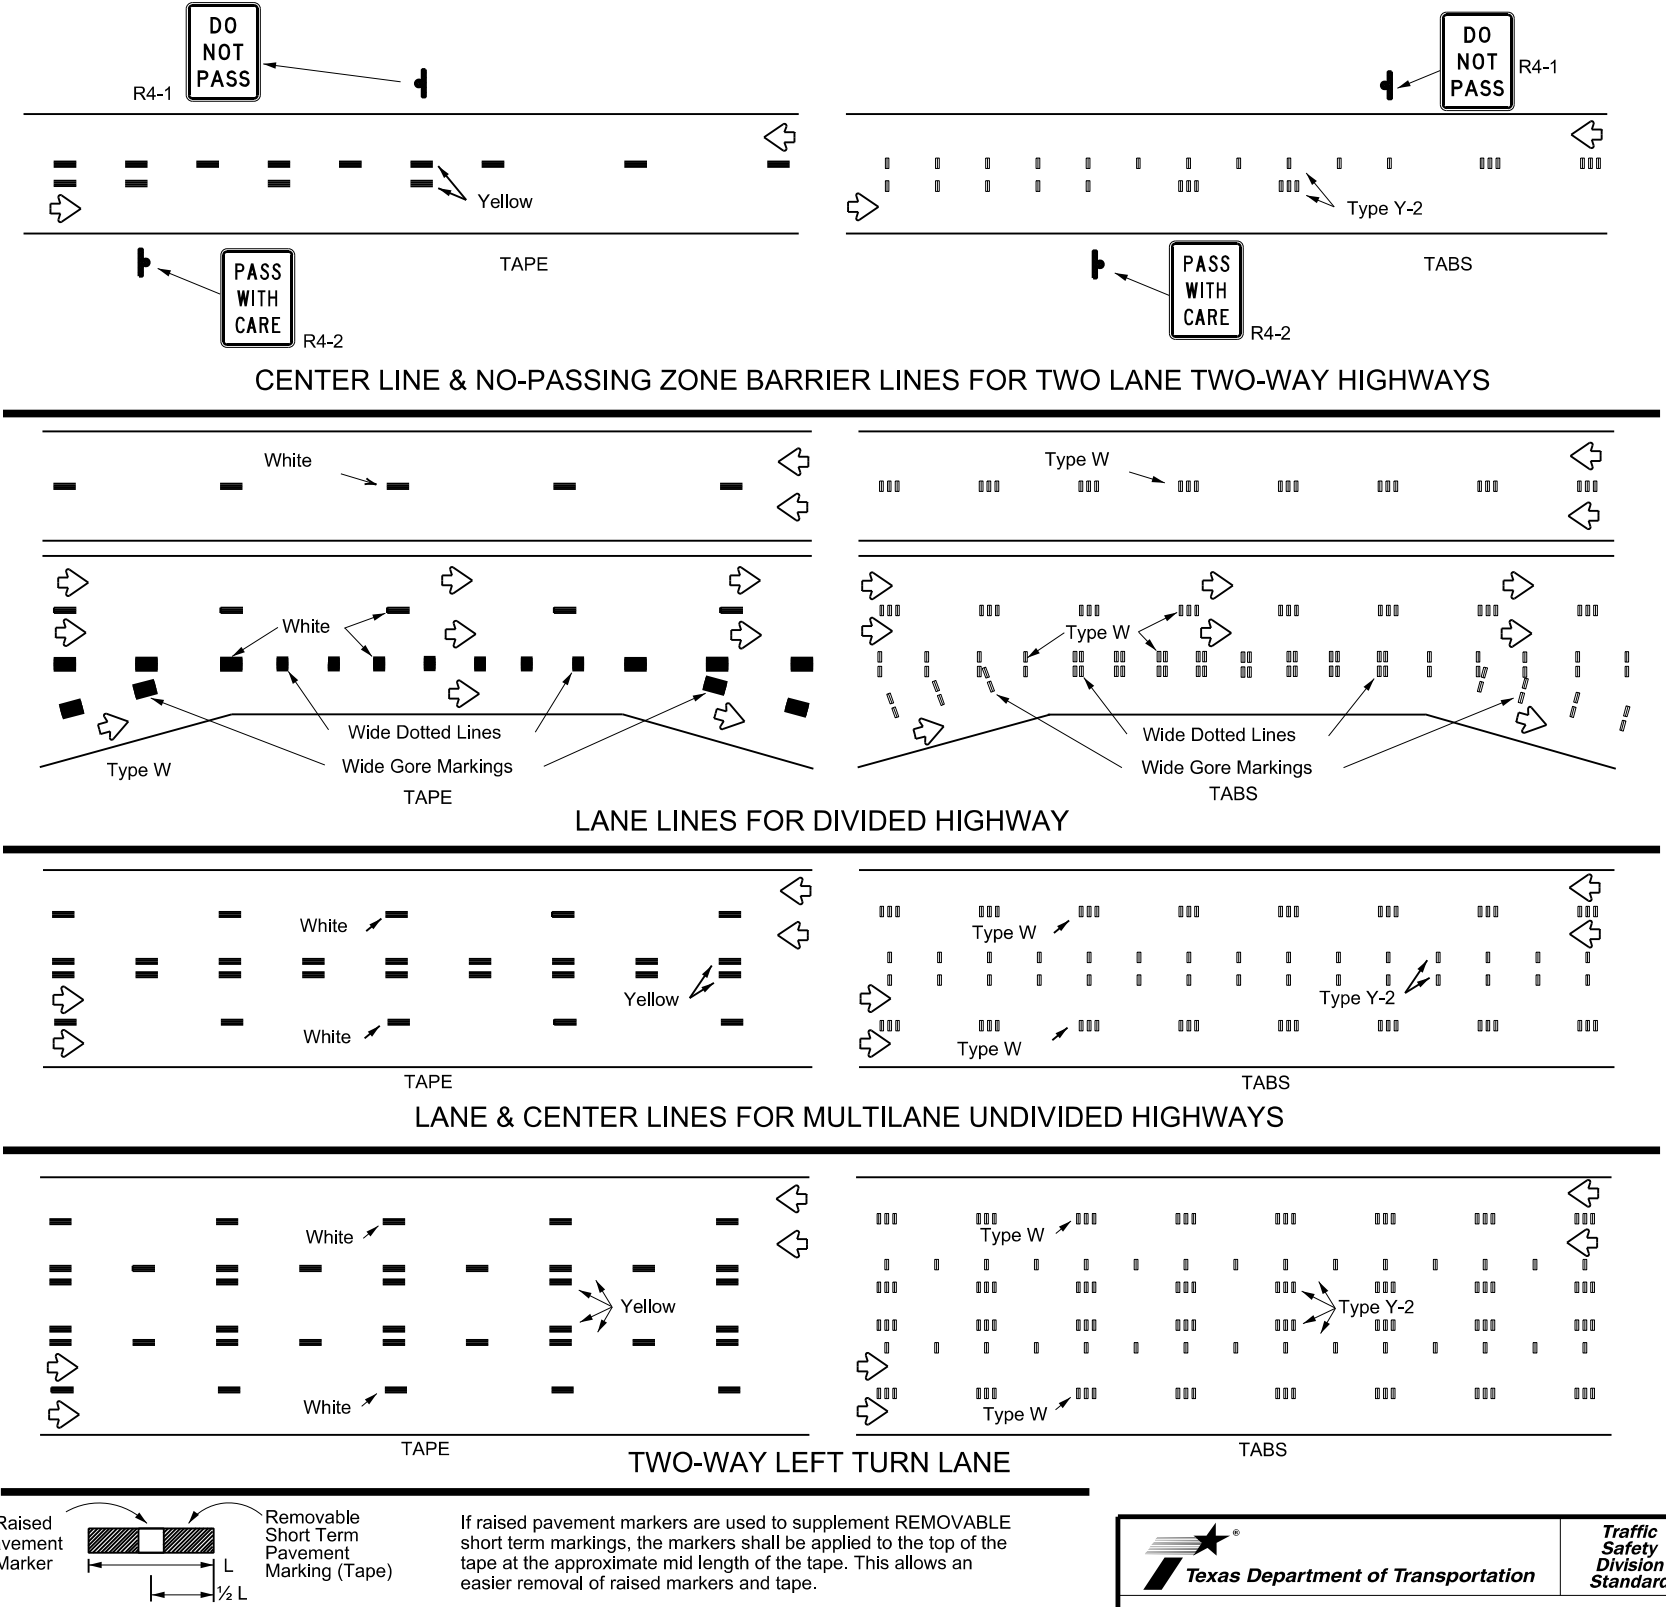 DO
NOT
PASS
R4-1
DO
NOT
PASS
R4-1
Yellow
Type Y-2
TAPE
TABS
PASS
WITH
CARE
R4-2
PASS
WITH
CARE
R4-2
CENTER LINE & NO-PASSING ZONE BARRIER LINES FOR TWO LANE TWO-WAY HIGHWAYS
White
Type W
White
Type W
Wide Dotted Lines
Wide Dotted Lines
Type W
Wide Gore Markings
Wide Gore Markings
TAPE
TABS
LANE LINES FOR DIVIDED HIGHWAY
White
Type W
Yellow
Type Y-2
White
Type W
TAPE
TABS
LANE & CENTER LINES FOR MULTILANE UNDIVIDED HIGHWAYS
White
Type W
Yellow
Type Y-2
White
Type W
TAPE
TABS
TWO-WAY LEFT TURN LANE
Raised
avement
Marker
L
½ L
Removable
Short Term
Pavement
Marking (Tape)
If raised pavement markers are used to supplement REMOVABLE
short term markings, the markers shall be applied to the top of the
tape at the approximate mid length of the tape. This allows an
easier removal of raised markers and tape.
®
Texas Department of Transportation
Traffic
Safety
Division
Standard